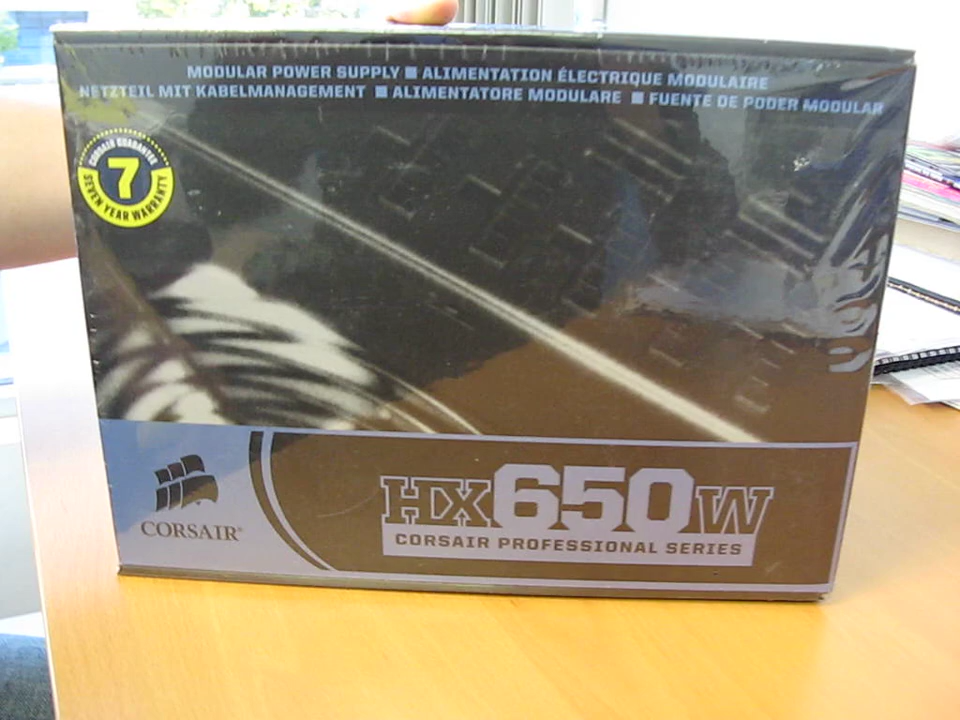 MODULAR POWER SUPPLY ■ ALIMENTATION ÉLECTRIQUE MODULAIRE
NETZTEIL MIT KABELMANAGEMENT ■ ALIMENTATORE MODULARE ■ FUENTE DE PODER MODULAR
CORSAIR GUARANTEE
7
SEVEN YEAR WARRANTY
CORSAIR®
HX650W
CORSAIR PROFESSIONAL SERIES